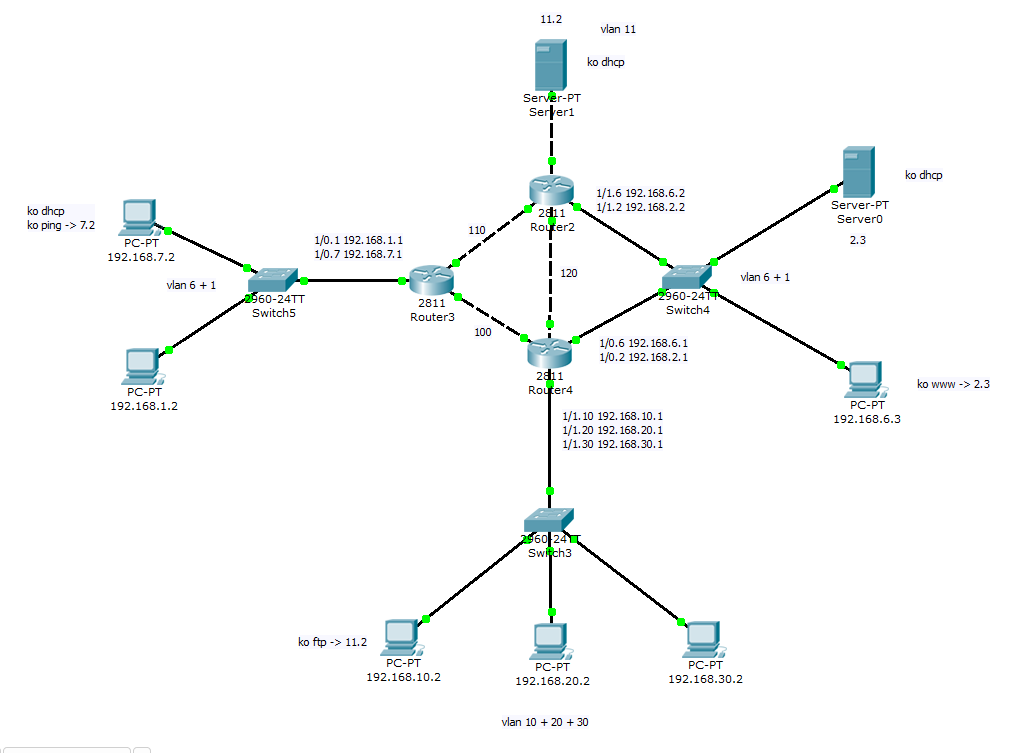 11.2
vlan 11
ko dhcp
Server-PT
Server1
1/1.6 192.168.6.2
1/1.2 192.168.2.2
2811
Router2
ko dhcp
Server-PT
Server0
2.3
ko dhcp
ko ping -> 7.2
PC-PT
192.168.7.2
110
1/0.1 192.168.1.1
1/0.7 192.168.7.1
120
vlan 6 + 1
2960-24TT
Switch5
2811
Router3
vlan 6 + 1
2960-24TT
Switch4
100
1/0.6 192.168.6.1
1/0.2 192.168.2.1
2811
Router4
PC-PT
192.168.1.2
ko www -> 2.3
PC-PT
192.168.6.3
1/1.10 192.168.10.1
1/1.20 192.168.20.1
1/1.30 192.168.30.1
2960-24TT
Switch3
ko ftp -> 11.2
PC-PT
192.168.10.2
PC-PT
192.168.20.2
PC-PT
192.168.30.2
vlan 10 + 20 + 30